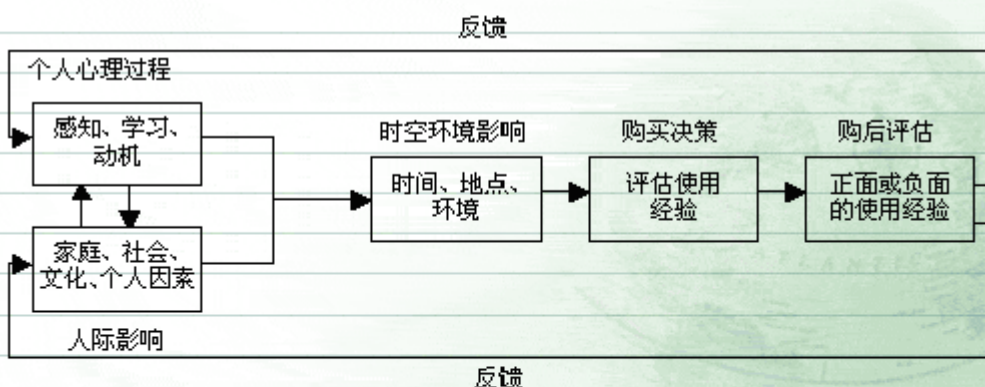 反馈
个人心理过程
感知、学习、
动机
家庭、社会、
文化、个人因素
人际影响
时空环境影响
时间、地点、
环境
购买决策
评估使用
经验
购后评估
正面或负面
的使用经验
反馈